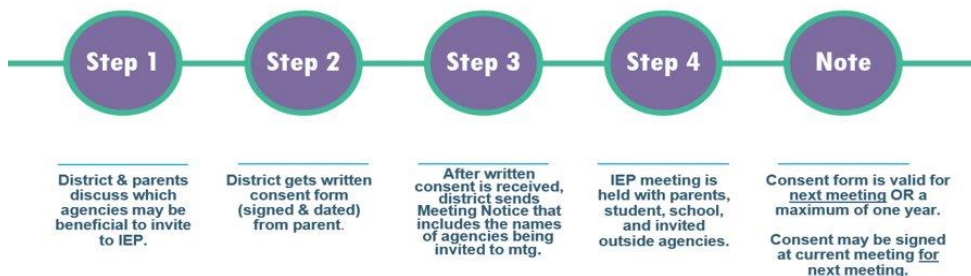 Step 1
Step 2
Step 3
Step 4
Note
District & parents
discuss which
agencies may be
beneficial to invite
to IEP.
District gets written
consent form
(signed & dated)
from parent.
After written
consent is received,
district sends
Meeting Notice that
includes the names
of agencies being
invited to mtg.
IEP meeting is
held with parents,
student, school,
and invited
outside agencies.
Consent form is valid for
next meeting OR a
maximum of one year.
Consent may be signed
at current meeting for
next meeting.